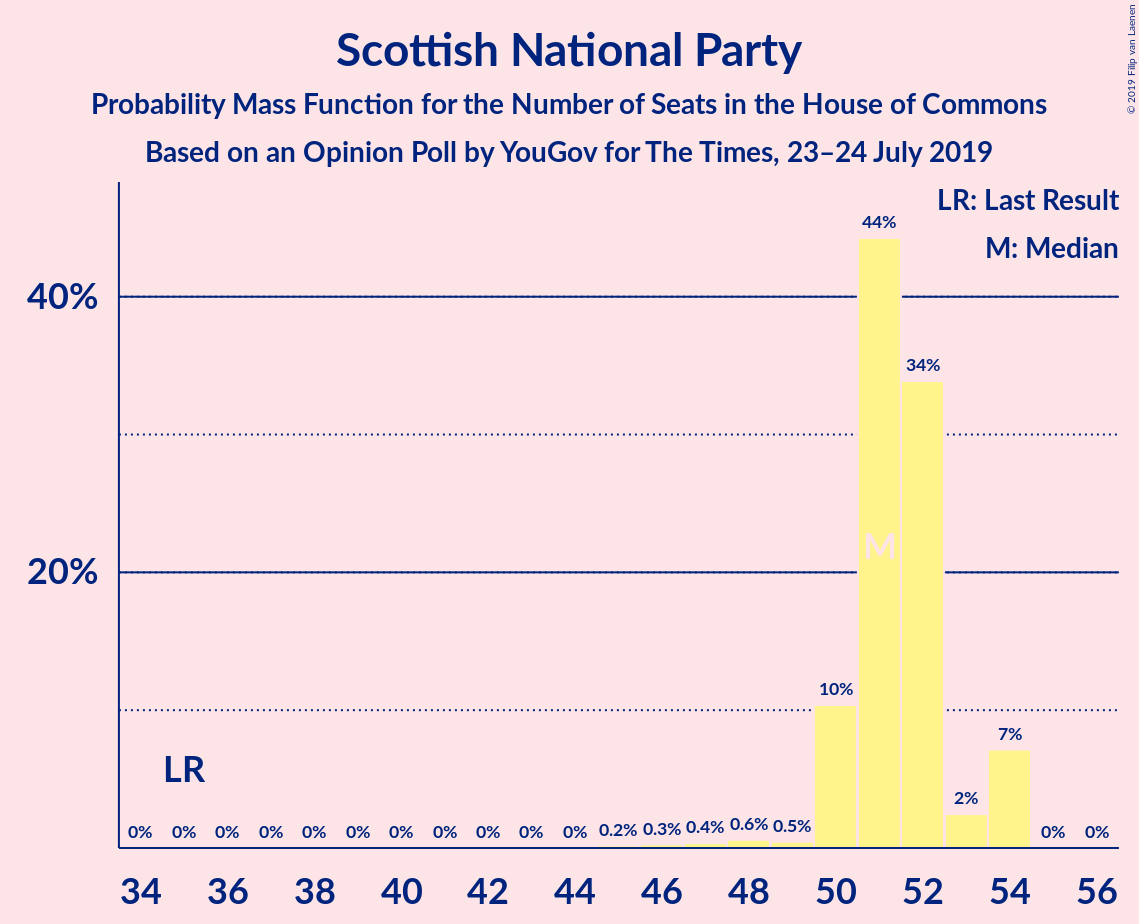 Scottish National Party
Probability Mass Function for the Number of Seats in the House of Commons
Based on an Opinion Poll by YouGov for The Times, 23–24 July 2019
© 2019 Filip van Laenen
LR: Last Result
M: Median
44%
40%
34%
M
20%
10%
7%
LR
2%
0% 0% 0% 0% 0% 0% 0% 0% 0% 0% 0% 0.2% 0.3% 0.4% 0.6% 0.5% 0% 0%
34 36 38 40 42 44 46 48 50 52 54 56